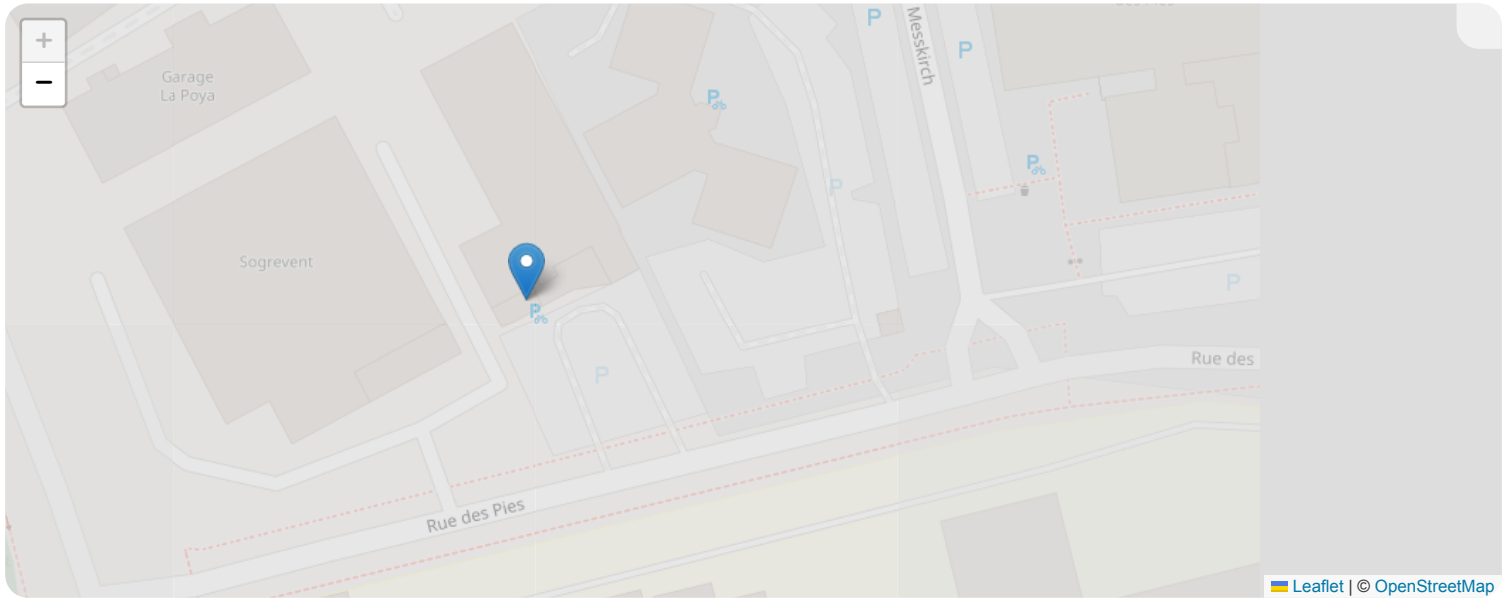 +
−
Garage
La Poya
Sogrevent
P
P
P
P
P
P
P
P
Messkirch
Rue des
Rue des Pies
Leaflet | © OpenStreetMap